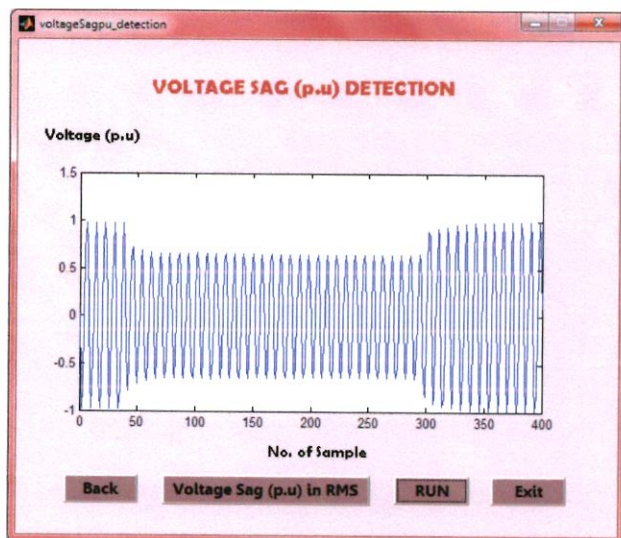 voltageSagpu_detection
VOLTAGE SAG (p.u) DETECTION
Voltage (p.u)
1.5
1
0.5
0
-0.5
-1
0 50 100 150 200 250 300 350 400
No. of Sample
Back Voltage Sag (p.u) in RMS RUN Exit